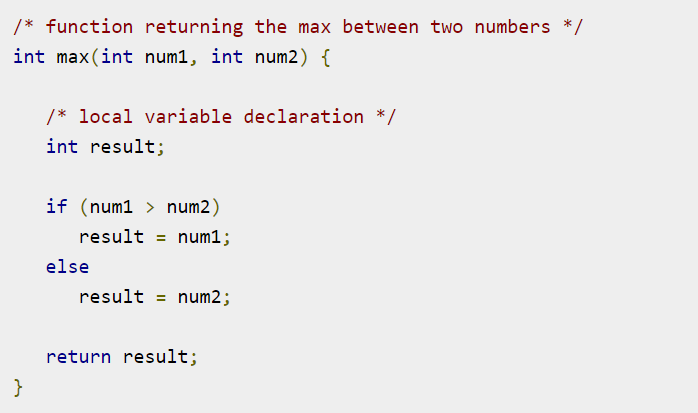 /* function returning the max between two numbers */
int max(int num1, int num2) {
/* local variable declaration */
int result;
if (num1 > num2)
result = num1;
else
result = num2;
return result;
}